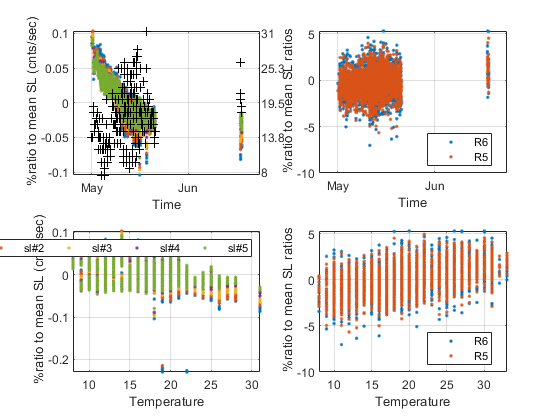 %ratio to mean SL (cnts/sec)
0.1
0.05
0
-0.05
-0.1
31
25.
19.5
13.8
8
May
Jun
Time
%ratio to mean SL ratios
5
0
-5
-10
R6
R5
May
Jun
Time
%ratio to mean SL (cnts/sec)
0.1
0
-0.1
-0.2
sl#2
sl#3
sl#4
sl#5
10
15
20
25
30
Temperature
%ratio to mean SL ratios
5
0
-5
-10
R6
R5
10
15
20
25
30
Temperature